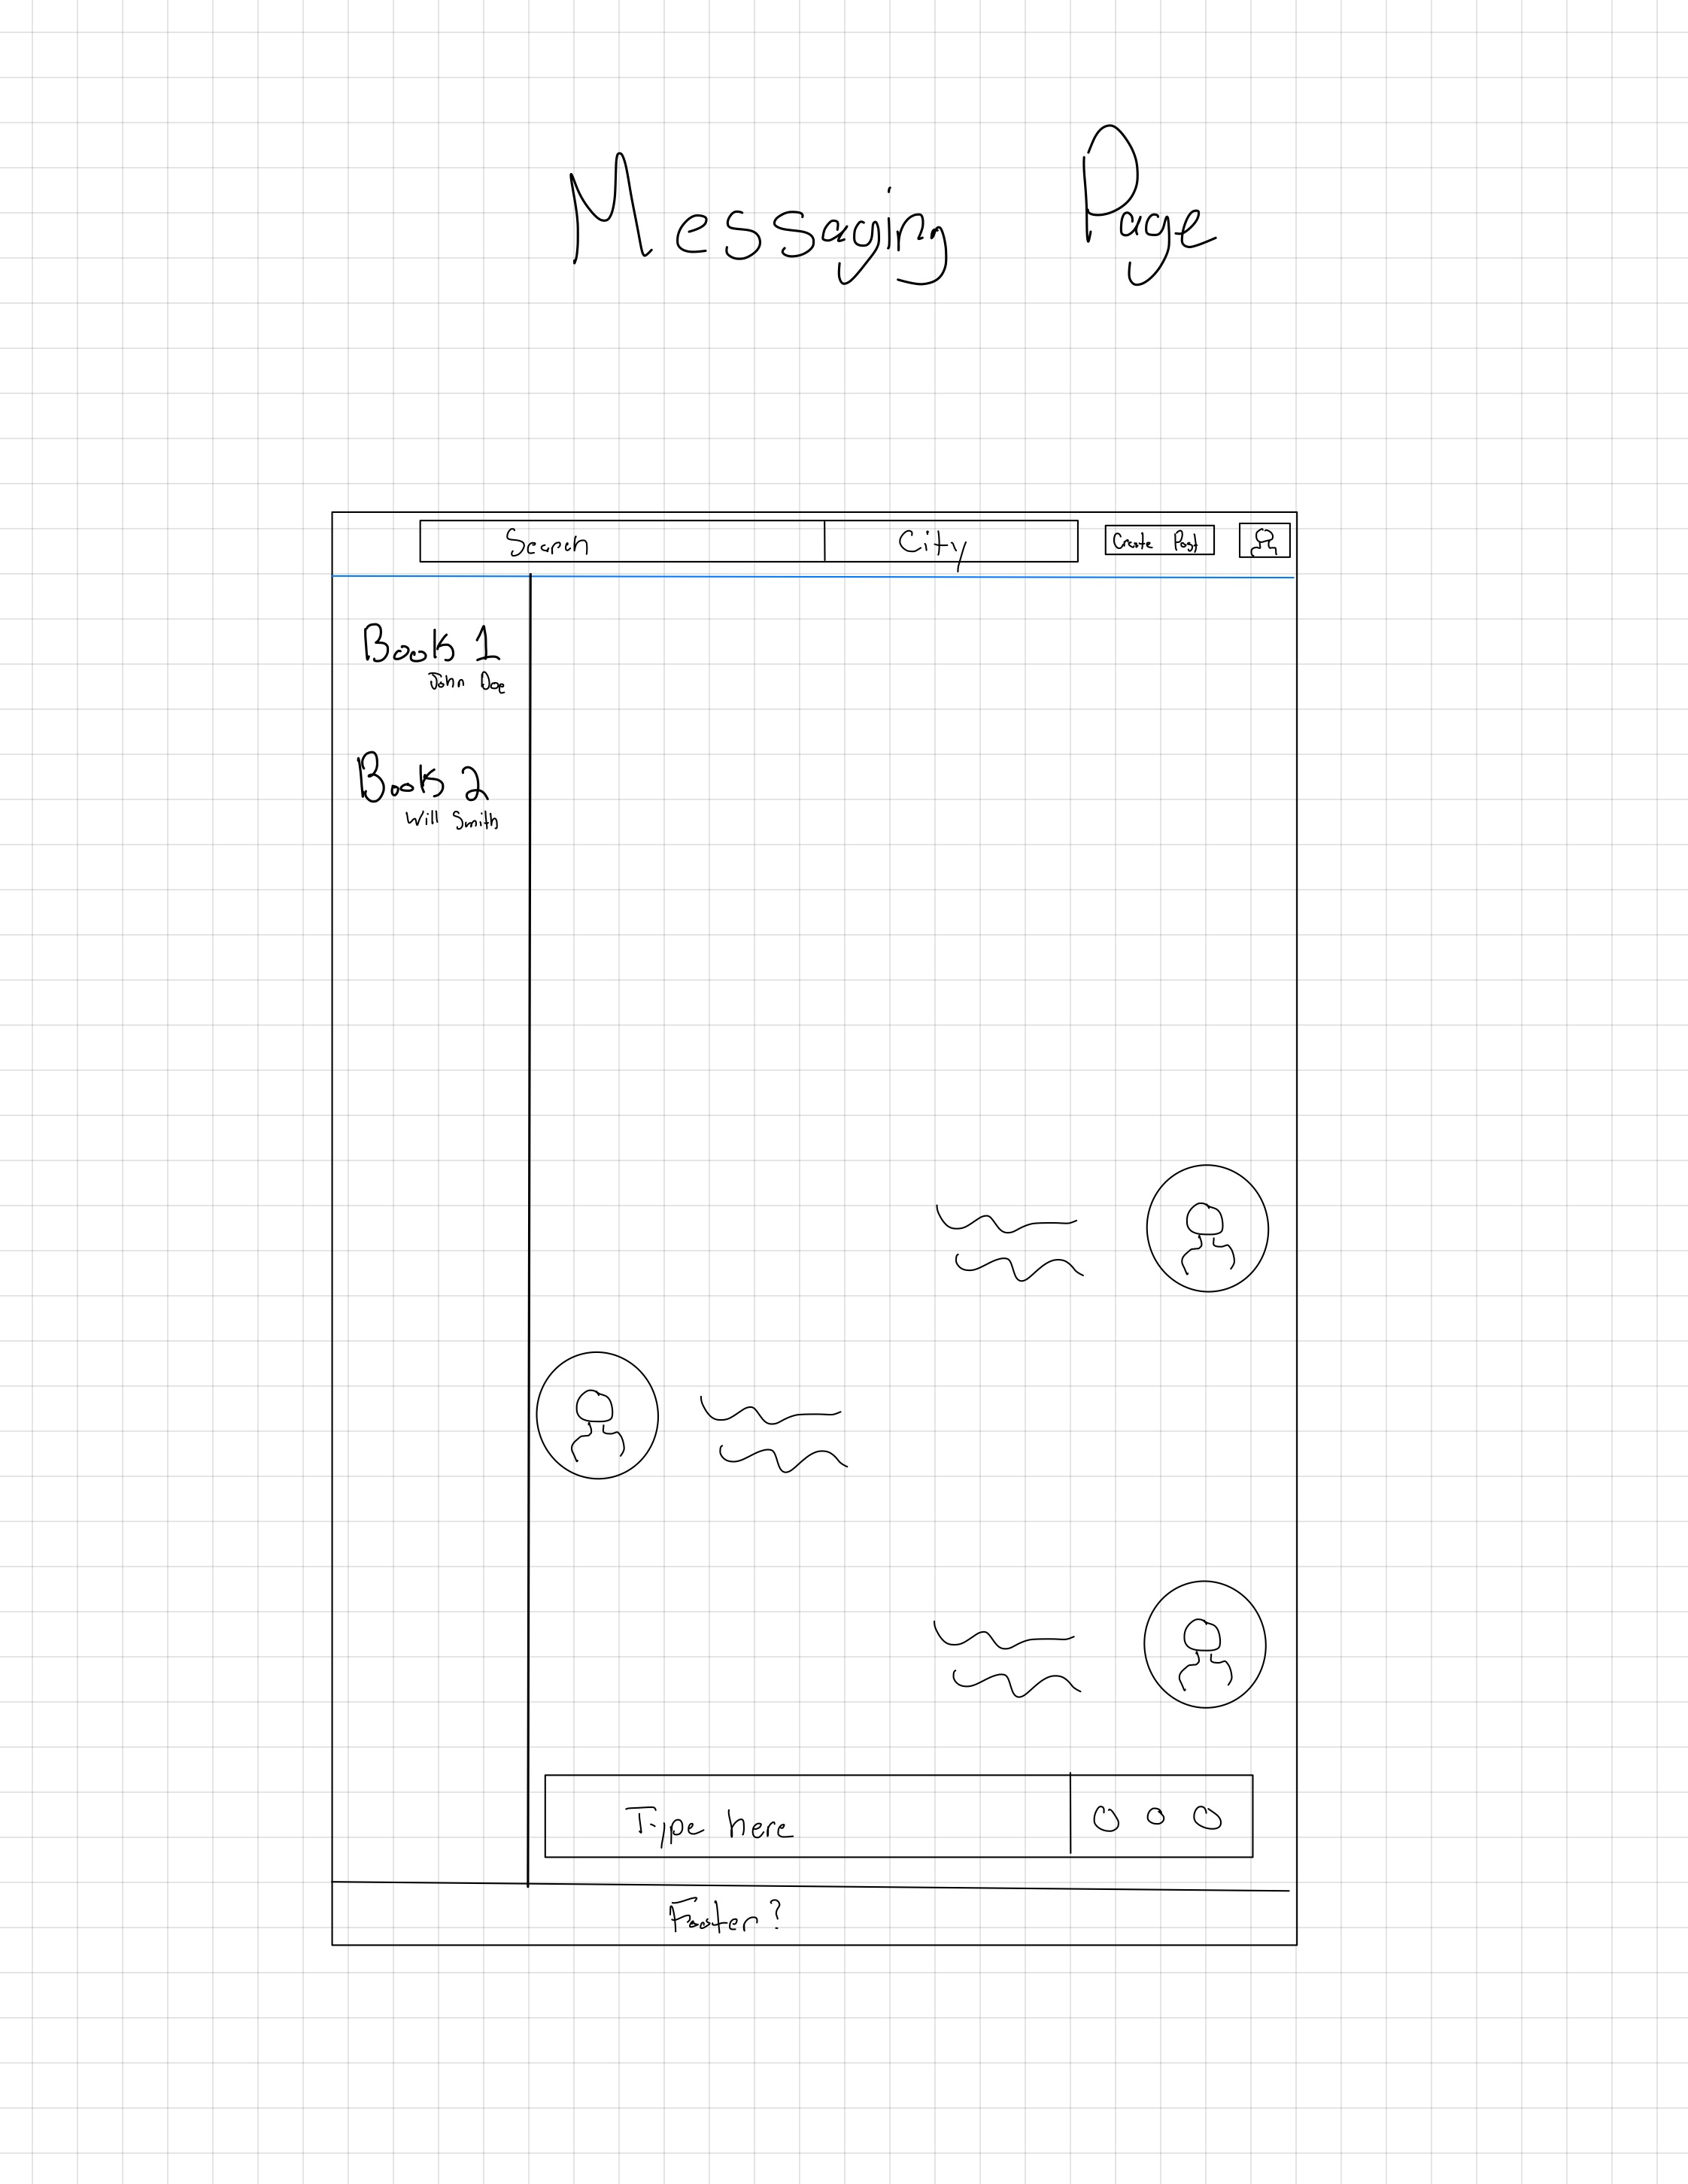 Messaging Page
Search City Create Post
Book 1
John Doe
Book 2
Will Smith
Type here
Footer?